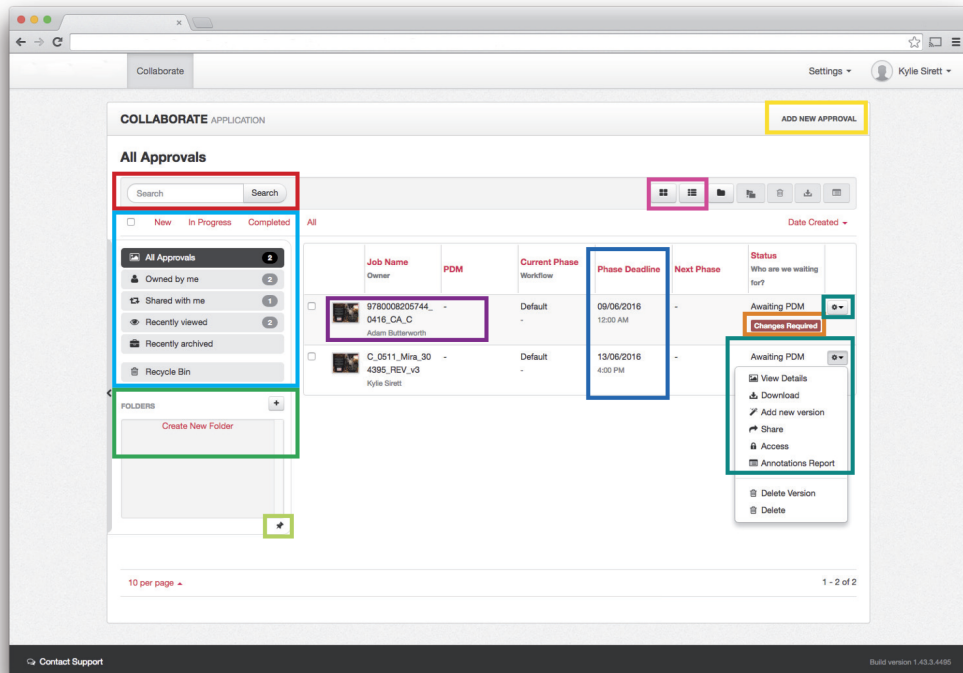 Collaborate
Settings
Kylie Sirett
COLLABORATE APPLICATION
ADD NEW APPROVAL
All Approvals
Search
Search
New In Progress Completed All
Date Created
All Approvals 2
Owned by me 2
Shared with me 1
Recently viewed 2
Recently archived
Recycle Bin
FOLDERS
Create New Folder
Job Name
Owner
PDM
Current Phase
Workflow
Phase Deadline
Next Phase
Status
Who are we waiting
for?
9780008205744_
0416_CA_C
Adam Butterworth
-
Default
-
09/06/2016
12:00 AM
-
Awaiting PDM
Changes Required
C_0511_Mira_30
4395_REV_v3
Kylie Sirett
-
Default
-
13/06/2016
4:00 PM
-
Awaiting PDM
View Details
Download
Add new version
Share
Access
Annotations Report
Delete Version
Delete
10 per page
1 - 2 of 2
Contact Support
Build version 1.43.3.4495